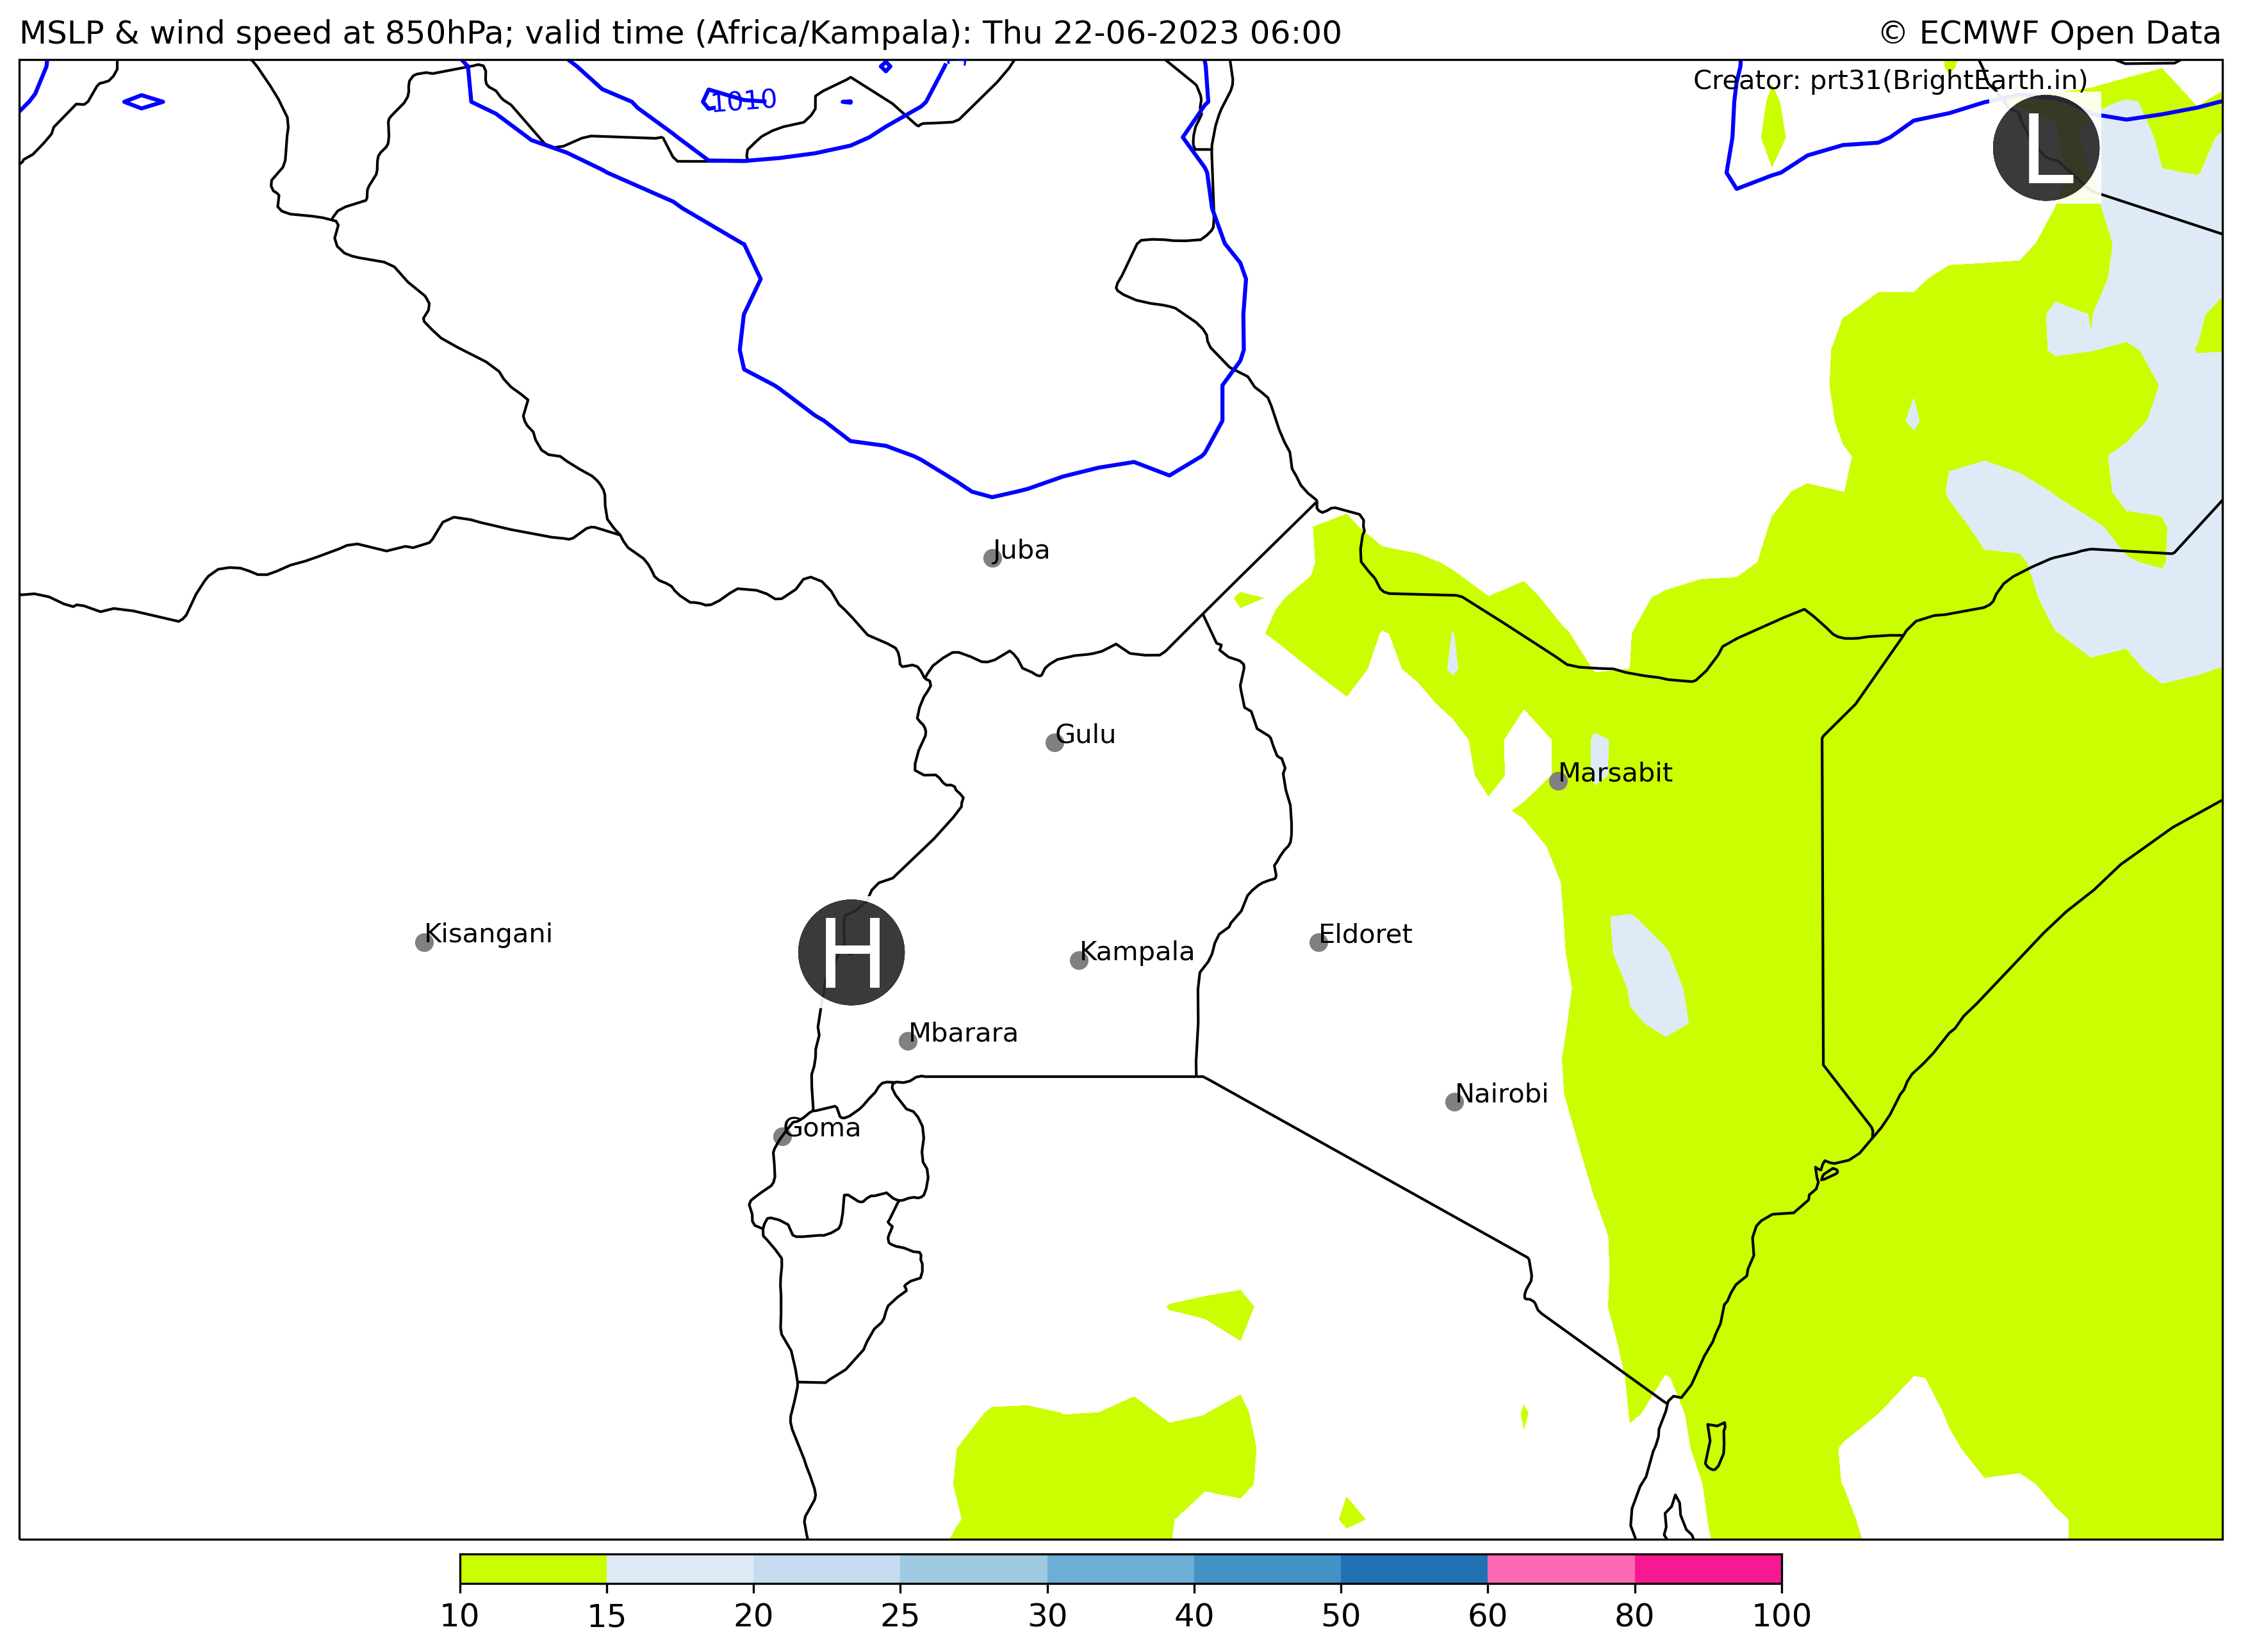 MSLP & wind speed at 850hPa; valid time (Africa/Kampala): Thu 22-06-2023 06:00
© ECMWF Open Data
Creator: prt31(BrightEarth.in)
1010
L
Juba
Gulu
Marsabit
Kisangani
H
Kampala
Eldoret
Mbarara
Nairobi
Goma
10 15 20 25 30 40 50 60 80 100